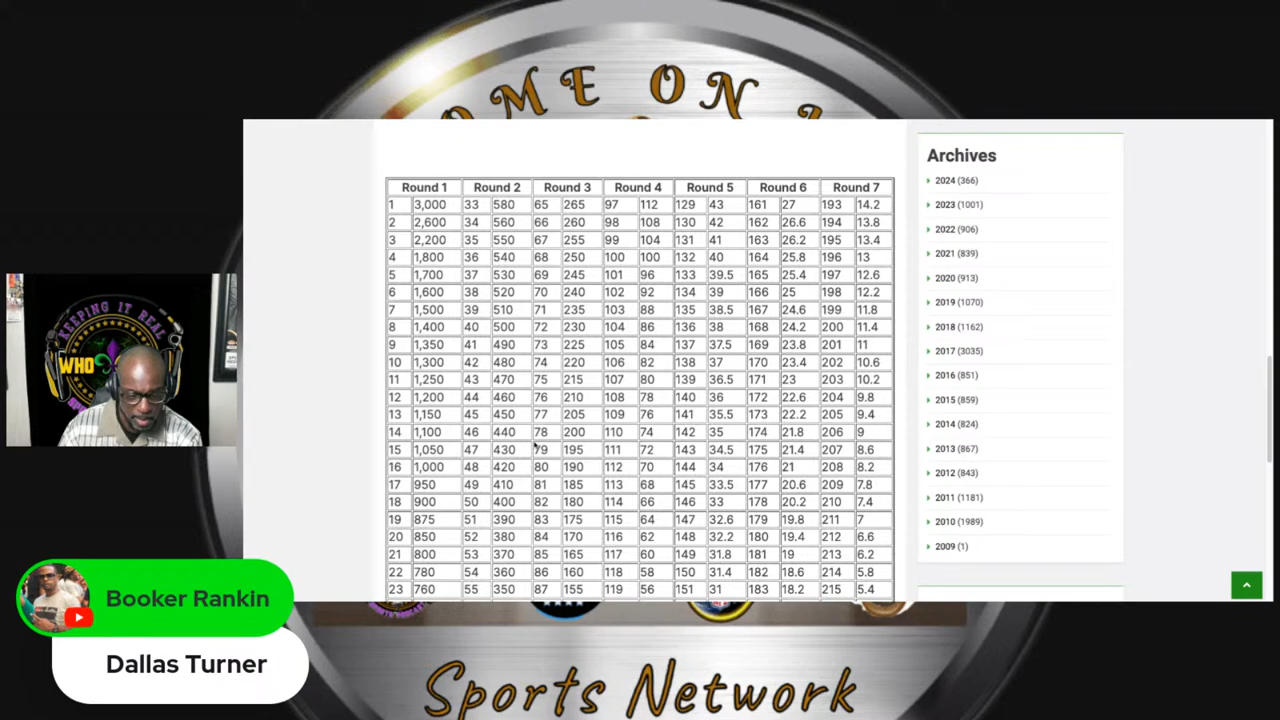 OME ON
Archives
2024 (366)
2023 (1001)
2022 (906)
2021 (839)
2020 (913)
2019 (1070)
2018 (1162)
2017 (3035)
2016 (851)
2015 (859)
2014 (824)
2013 (867)
2012 (843)
2011 (1181)
2010 (1989)
2009 (1)
Round 1 Round 2 Round 3 Round 4 Round 5 Round 6 Round 7
1 3,000 33 580 65 265 97 112 129 43 161 27 193 14.2
2 2,600 34 560 66 260 98 108 130 42 162 26.6 194 13.8
3 2,200 35 550 67 255 99 104 131 41 163 26.2 195 13.4
4 1,800 36 540 68 250 100 100 132 40 164 25.8 196 13
5 1,700 37 530 69 245 101 96 133 39.5 165 25.4 197 12.6
6 1,600 38 520 70 240 102 92 134 39 166 25 198 12.2
7 1,500 39 510 71 235 103 88 135 38.5 167 24.6 199 11.8
8 1,400 40 500 72 230 104 86 136 38 168 24.2 200 11.4
9 1,350 41 490 73 225 105 84 137 37.5 169 23.8 201 11
10 1,300 42 480 74 220 106 82 138 37 170 23.4 202 10.6
11 1,250 43 470 75 215 107 80 139 36.5 171 23 203 10.2
12 1,200 44 460 76 210 108 78 140 36 172 22.6 204 9.8
13 1,150 45 450 77 205 109 76 141 35.5 173 22.2 205 9.4
14 1,100 46 440 78 200 110 74 142 35 174 21.8 206 9
15 1,050 47 430 79 195 111 72 143 34.5 175 21.4 207 8.6
16 1,000 48 420 80 190 112 70 144 34 176 21 208 8.2
17 950 49 410 81 185 113 68 145 33.5 177 20.6 209 7.8
18 900 50 400 82 180 114 66 146 33 178 20.2 210 7.4
19 875 51 390 83 175 115 64 147 32.6 179 19.8 211 7
20 850 52 380 84 170 116 62 148 32.2 180 19.4 212 6.6
21 800 53 370 85 165 117 60 149 31.8 181 19 213 6.2
22 780 54 360 86 160 118 58 150 31.4 182 18.6 214 5.8
23 760 55 350 87 155 119 56 151 31 183 18.2 215 5.4
KEEPING IT REAL
WHO
Booker Rankin
Dallas Turner
Sports Network